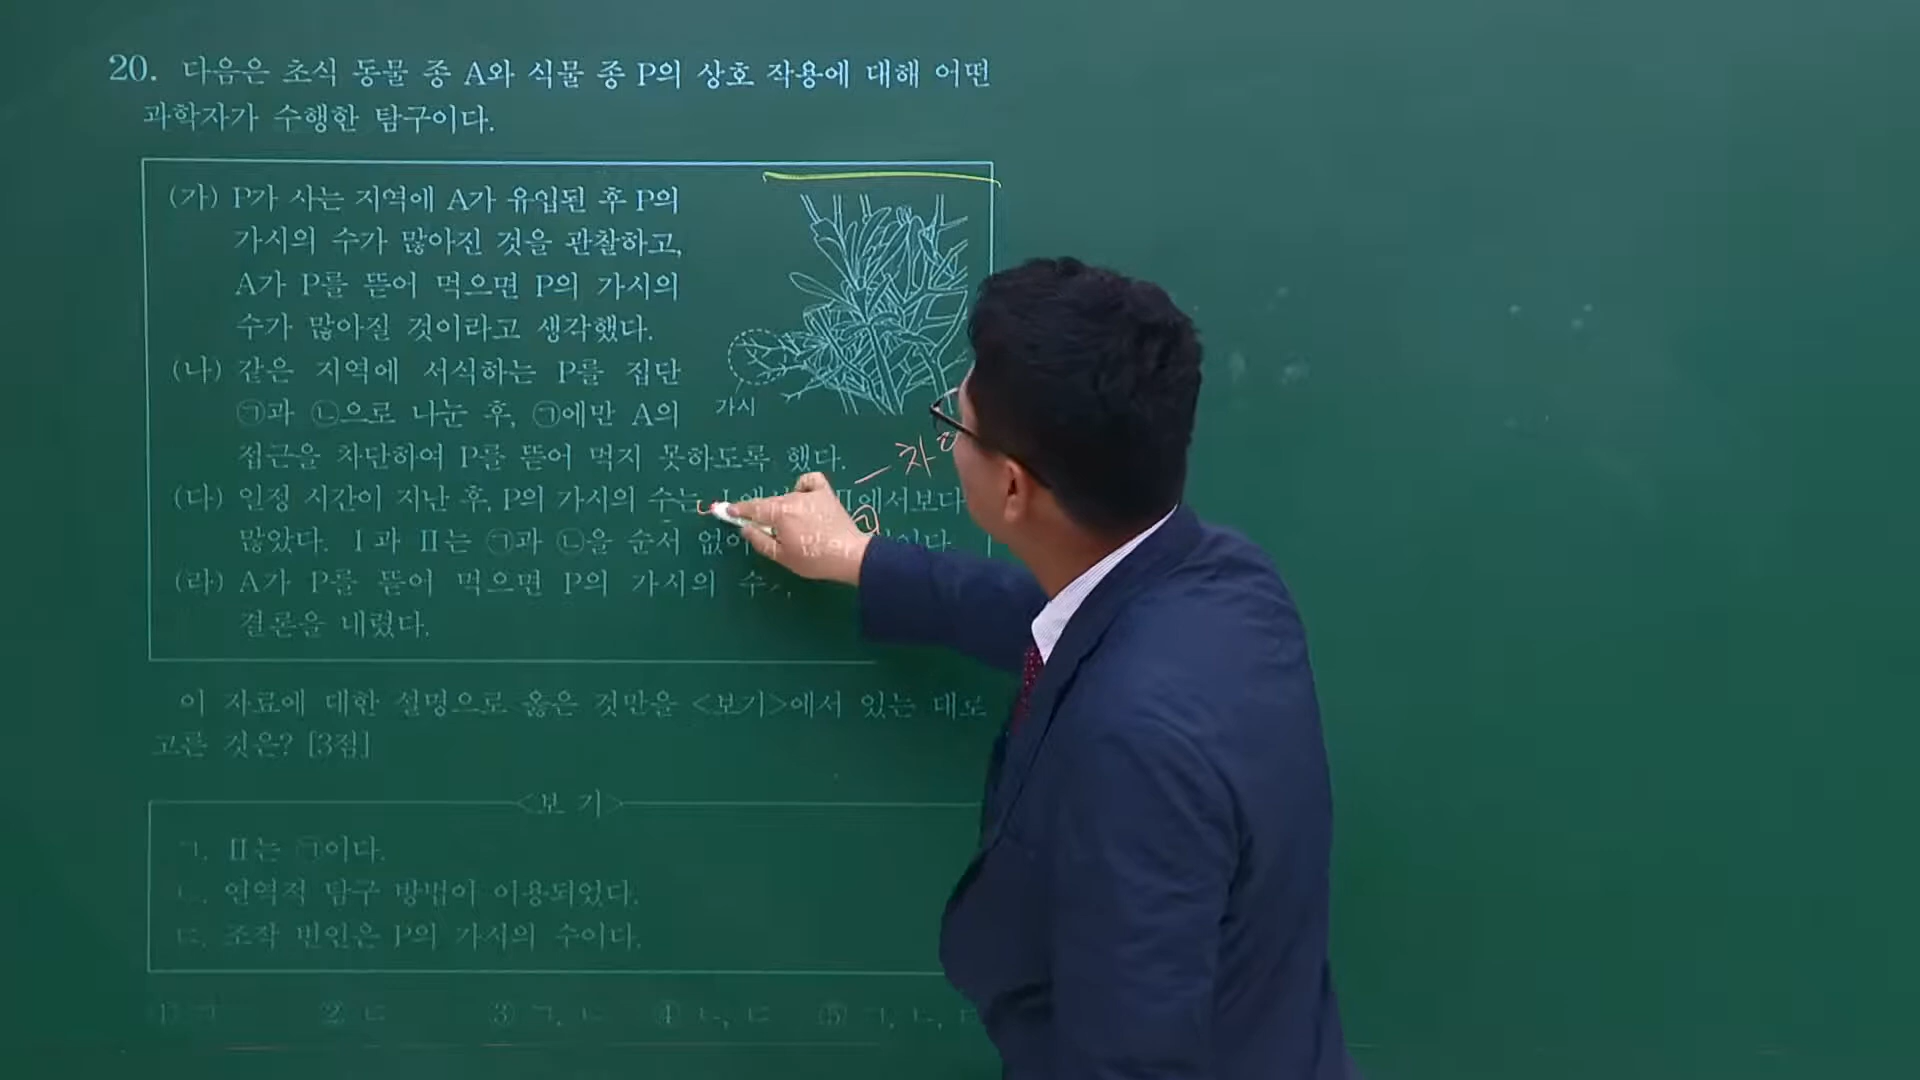 20. 다음은 초식 동물 종 A와 식물 종 P의 상호 작용에 대해 어떤
과학자가 수행한 탐구이다.
(가) P가 사는 지역에 A가 유입된 후 P의
가시의 수가 많아진 것을 관찰하고,
A가 P를 뜯어 먹으면 P의 가시의
수가 많아질 것이라고 생각했다.
(나) 같은 지역에 서식하는 P를 집단
㉠과 ㉡으로 나눈 후, ㉠에만 A의
접근을 차단하여 P를 뜯어 먹지 못하도록 했다.
가시
차
(다) 일정 시간이 지난 후, P의 가시의 수는 Ⅱ에서보다
많았다. Ⅰ과 Ⅱ는 ㉠과 ㉡을 순서 없이
㉠
(라) A가 P를 뜯어 먹으면 P의 가시의
결론을 내렸다.
이 자료에 대한 설명으로 옳은 것만을 <보기>에서 있는 대로
고른 것은? [3점]
<보 기>
ㄱ. Ⅱ는 ㉠이다.
ㄴ. 연역적 탐구 방법이 이용되었다.
ㄷ. 조작 변인은 P의 가시의 수이다.
① ㄱ ② ㄷ ③ ㄱ, ㄴ ④ ㄴ, ㄷ ⑤ ㄱ, ㄴ, ㄷ